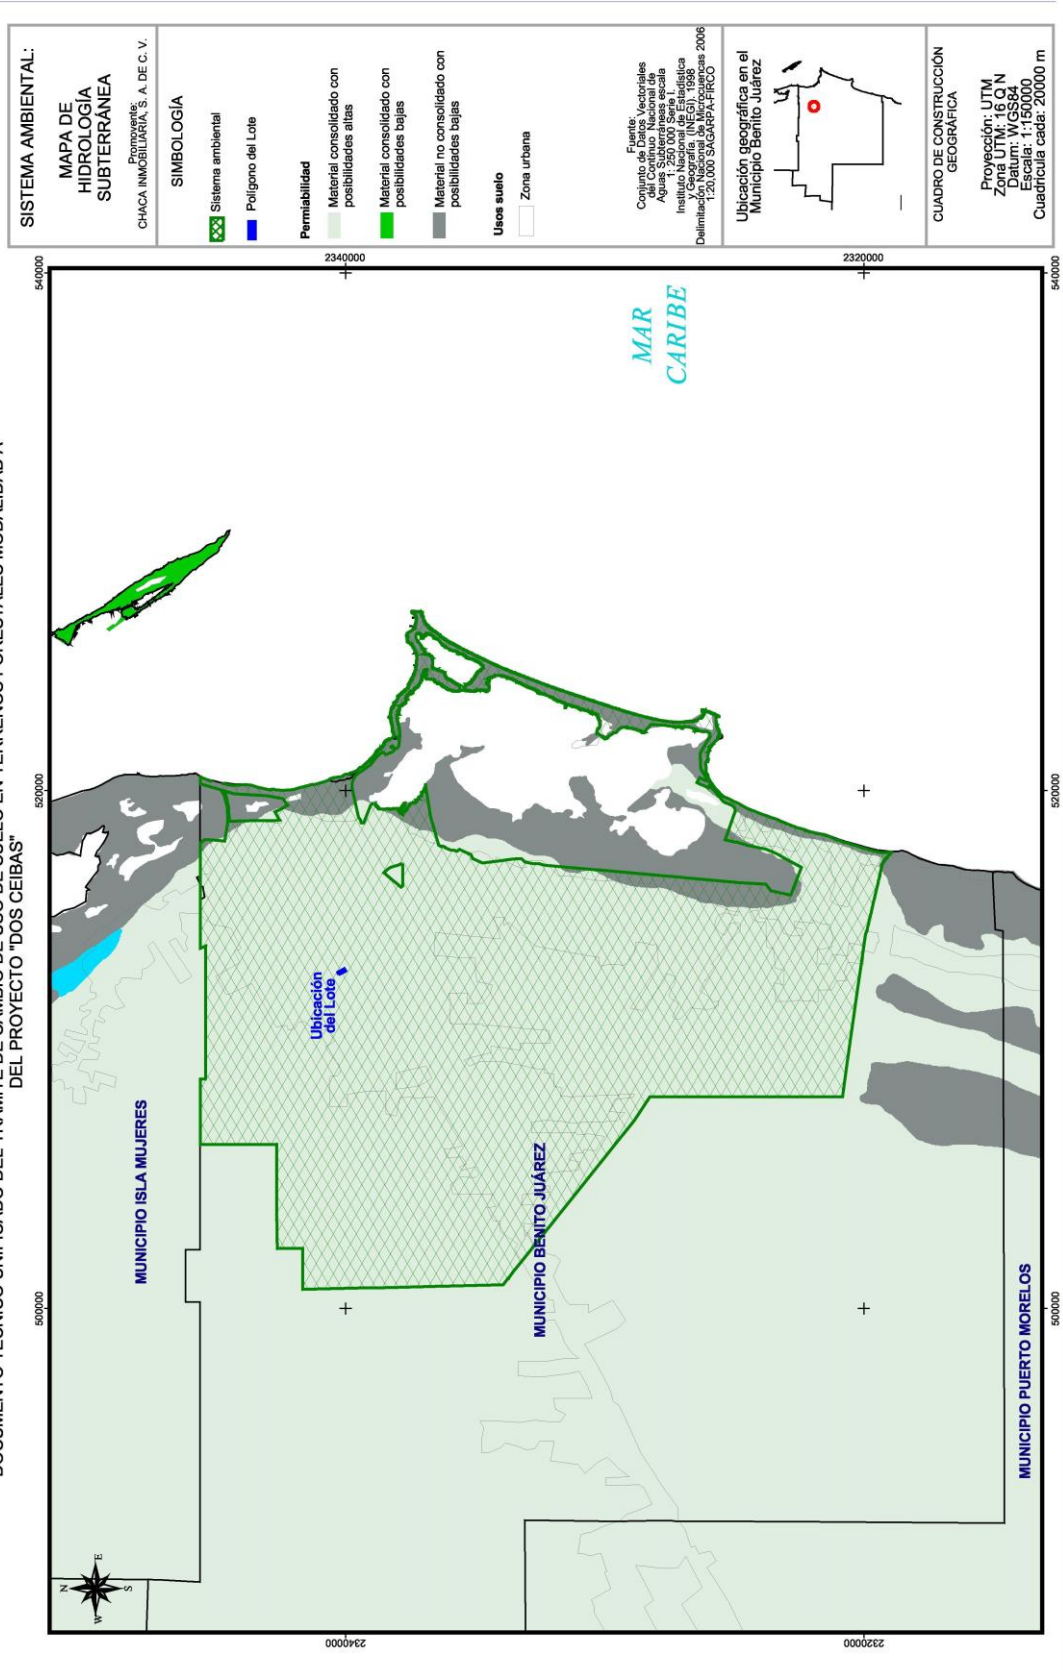 DEL PROYECTO "DOS CEIBAS"
SISTEMA AMBIENTAL:
MAPA DE
HIDROLOGÍA
SUBTERRÁNEA
Promovente:
CHACA INMOBILIARIA, S. A. DE C. V.
SIMBOLOGÍA
Sistema ambiental
Polígono del Lote
Permiabilidad
Material consolidado con
posibilidades altas
Material consolidado con
posibilidades bajas
Material no consolidado con
posibilidades bajas
Usos suelo
Zona urbana
Fuente:
Conjunto de Datos Vectoriales
del Continuo Nacional de
Aguas Subterráneas escala
1: 250 000 Serie I.
Instituto Nacional de Estadística
y Geografía. (INEGI). 1998
Delimitación Nacional de Microcuencas 2006
1:20,000 SAGARPA-FIRCO
Ubicación geográfica en el
Municipio Benito Juárez
CUADRO DE CONSTRUCCIÓN
GEOGRÁFICA
Proyección: UTM
Zona UTM: 16 Q N
Datum: WGS84
Escala: 1:150000
Cuadrícula cada: 20000 m
500000
520000
540000
2340000
2320000
2340000
2320000
500000
520000
540000
N
W
E
S
MUNICIPIO ISLA MUJERES
Ubicación
del Lote
MUNICIPIO BENITO JUÁREZ
MUNICIPIO PUERTO MORELOS
MAR
CARIBE